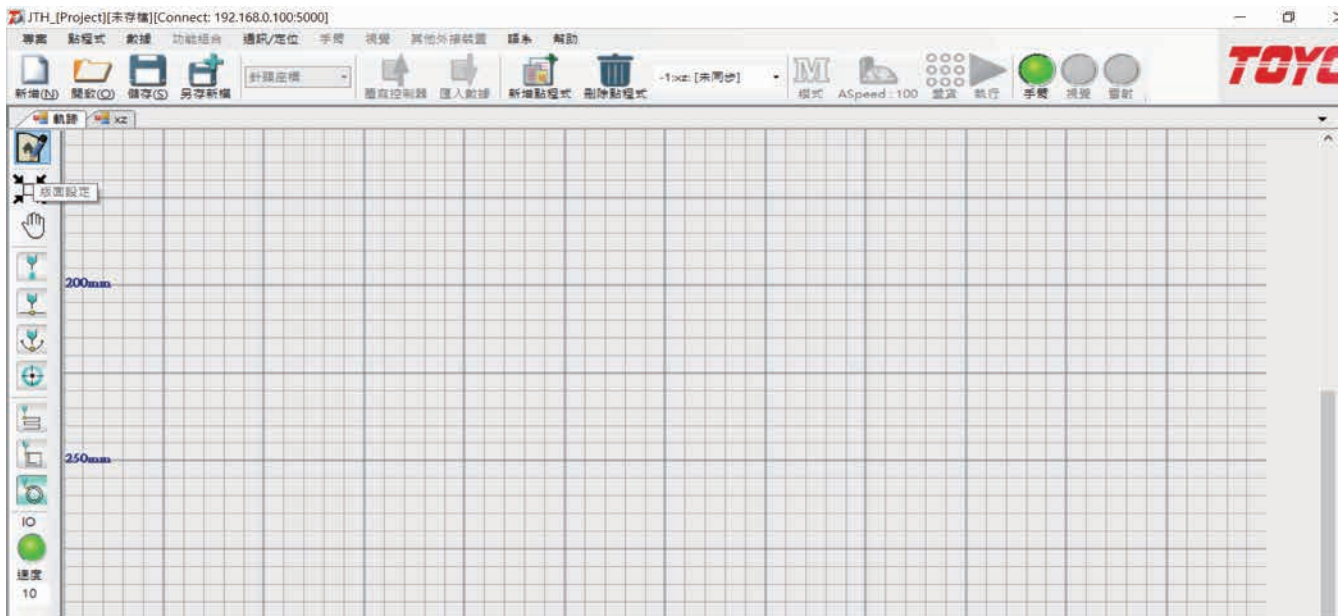 JTH_[Project][未存檔][Connect: 192.168.0.100:5000]
專案 點程式 數據 功能組合 通訊/定位 手臂 視覺 其他外接裝置 語系 幫助
TOYO
針頭座標 -1:xz: [未同步]
新增(N) 開啟(O) 儲存(S) 另存新檔 覆寫控制器 匯入數據 新增點程式 刪除點程式 模式 ASpeed : 100 執行 手臂 視覺 雷射
軌跡 xz
版面設定
200mm
250mm
IO
速度
10